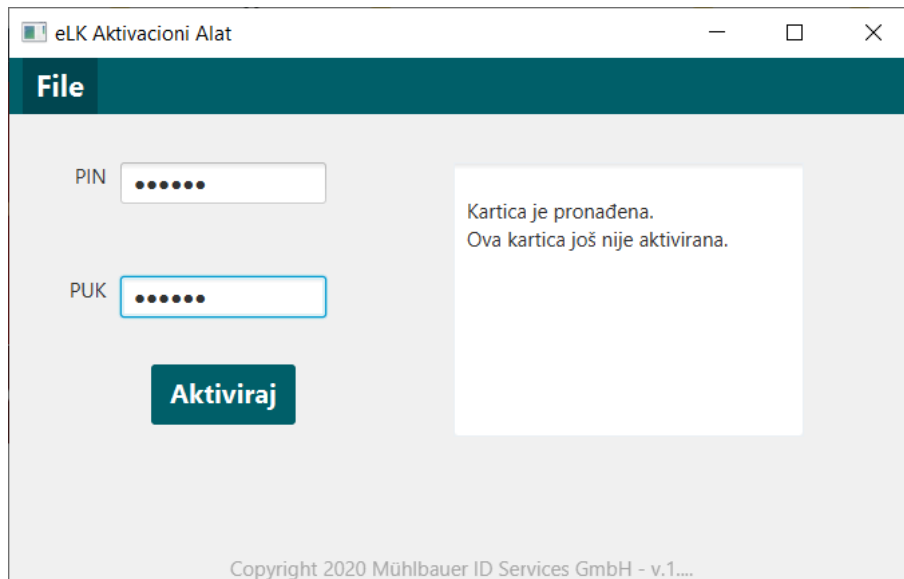 eLK Aktivacioni Alat
File
PIN ••••••
Kartica je pronađena.
Ova kartica još nije aktivirana.
PUK ••••••
Aktiviraj
Copyright 2020 Mühlbauer ID Services GmbH - v.1....